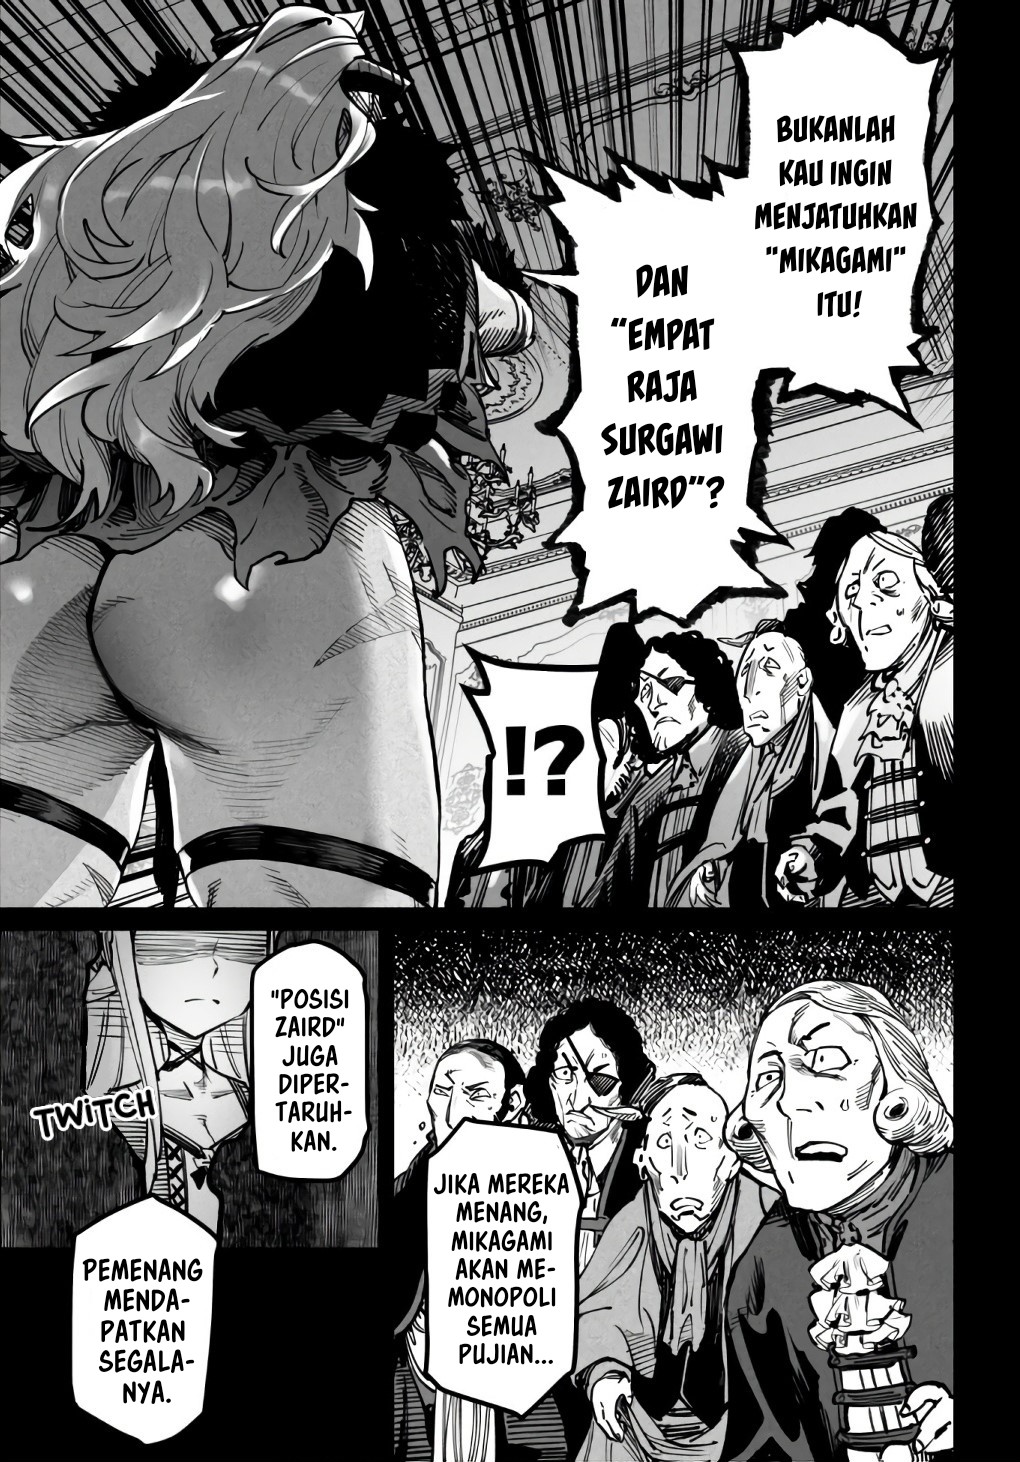 BUKANLAH
KAU INGIN
MENJATUHKAN
"MIKAGAMI"
ITU!
DAN
"EMPAT
RAJA
SURGAWI
ZAIRD"?
!?
JIKA MEREKA
MENANG,
MIKAGAMI
AKAN ME-
MONOPOLI
SEMUA
PUJIAN...
"POSISI
ZAIRD"
JUGA
DIPER-
TARUH-
KAN.
TWITCH
PEMENANG
MENDA-
PATKAN
SEGALA-
NYA.